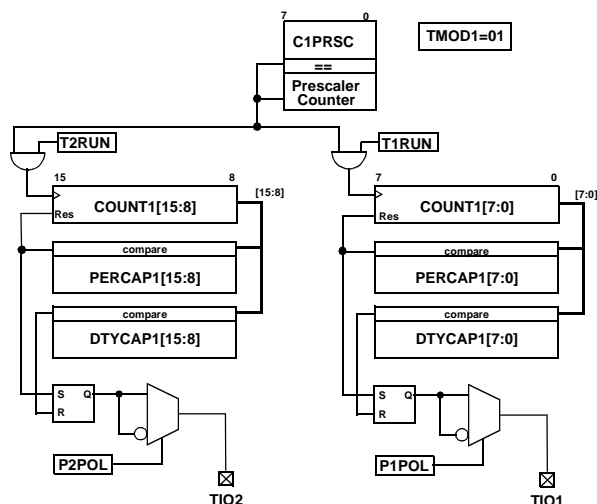 7 0
C1PRSC
TMOD1=01
==
Prescaler
Counter
T2RUN
T1RUN
15 8
[15:8]
7 0
[7:0]
COUNT1[15:8]
COUNT1[7:0]
Res
Res
compare
compare
PERCAP1[15:8]
PERCAP1[7:0]
compare
compare
DTYCAP1[15:8]
DTYCAP1[7:0]
S Q
R
S Q
R
P2POL
P1POL
TIO2
TIO1